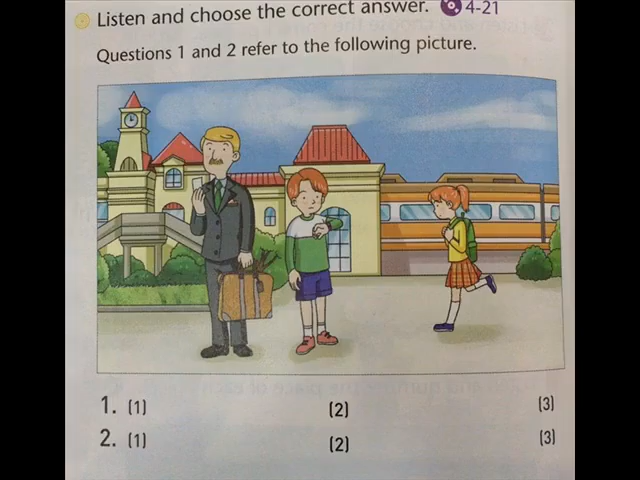 Listen and choose the correct answer. 4-21
Questions 1 and 2 refer to the following picture.
1. (1) (2) (3)
2. (1) (2) (3)